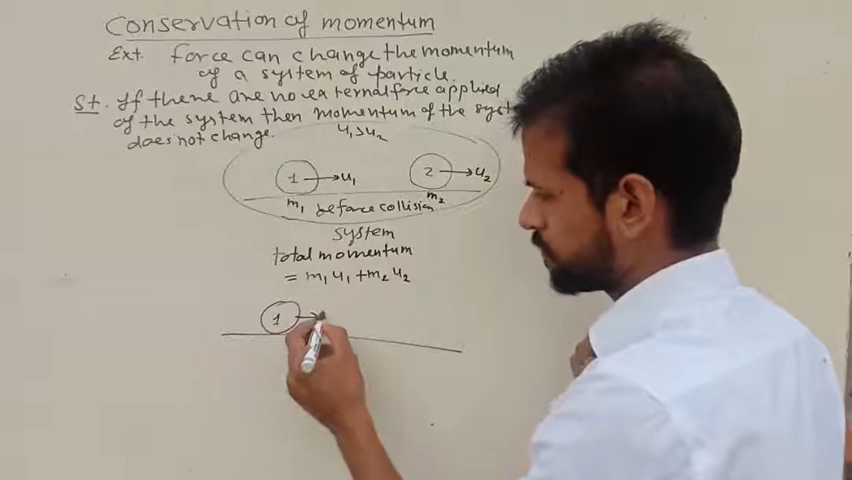 Conservation of momentum
Ext. force can change the momentum
of a system of particle.
St. If there are no external force applied
of the system then momentum of the syst
does not change.
u₁>u₂
1 → u₁ 2 → u₂
m₁ before collision m₂
system
total momentum
= m₁u₁ + m₂u₂
1